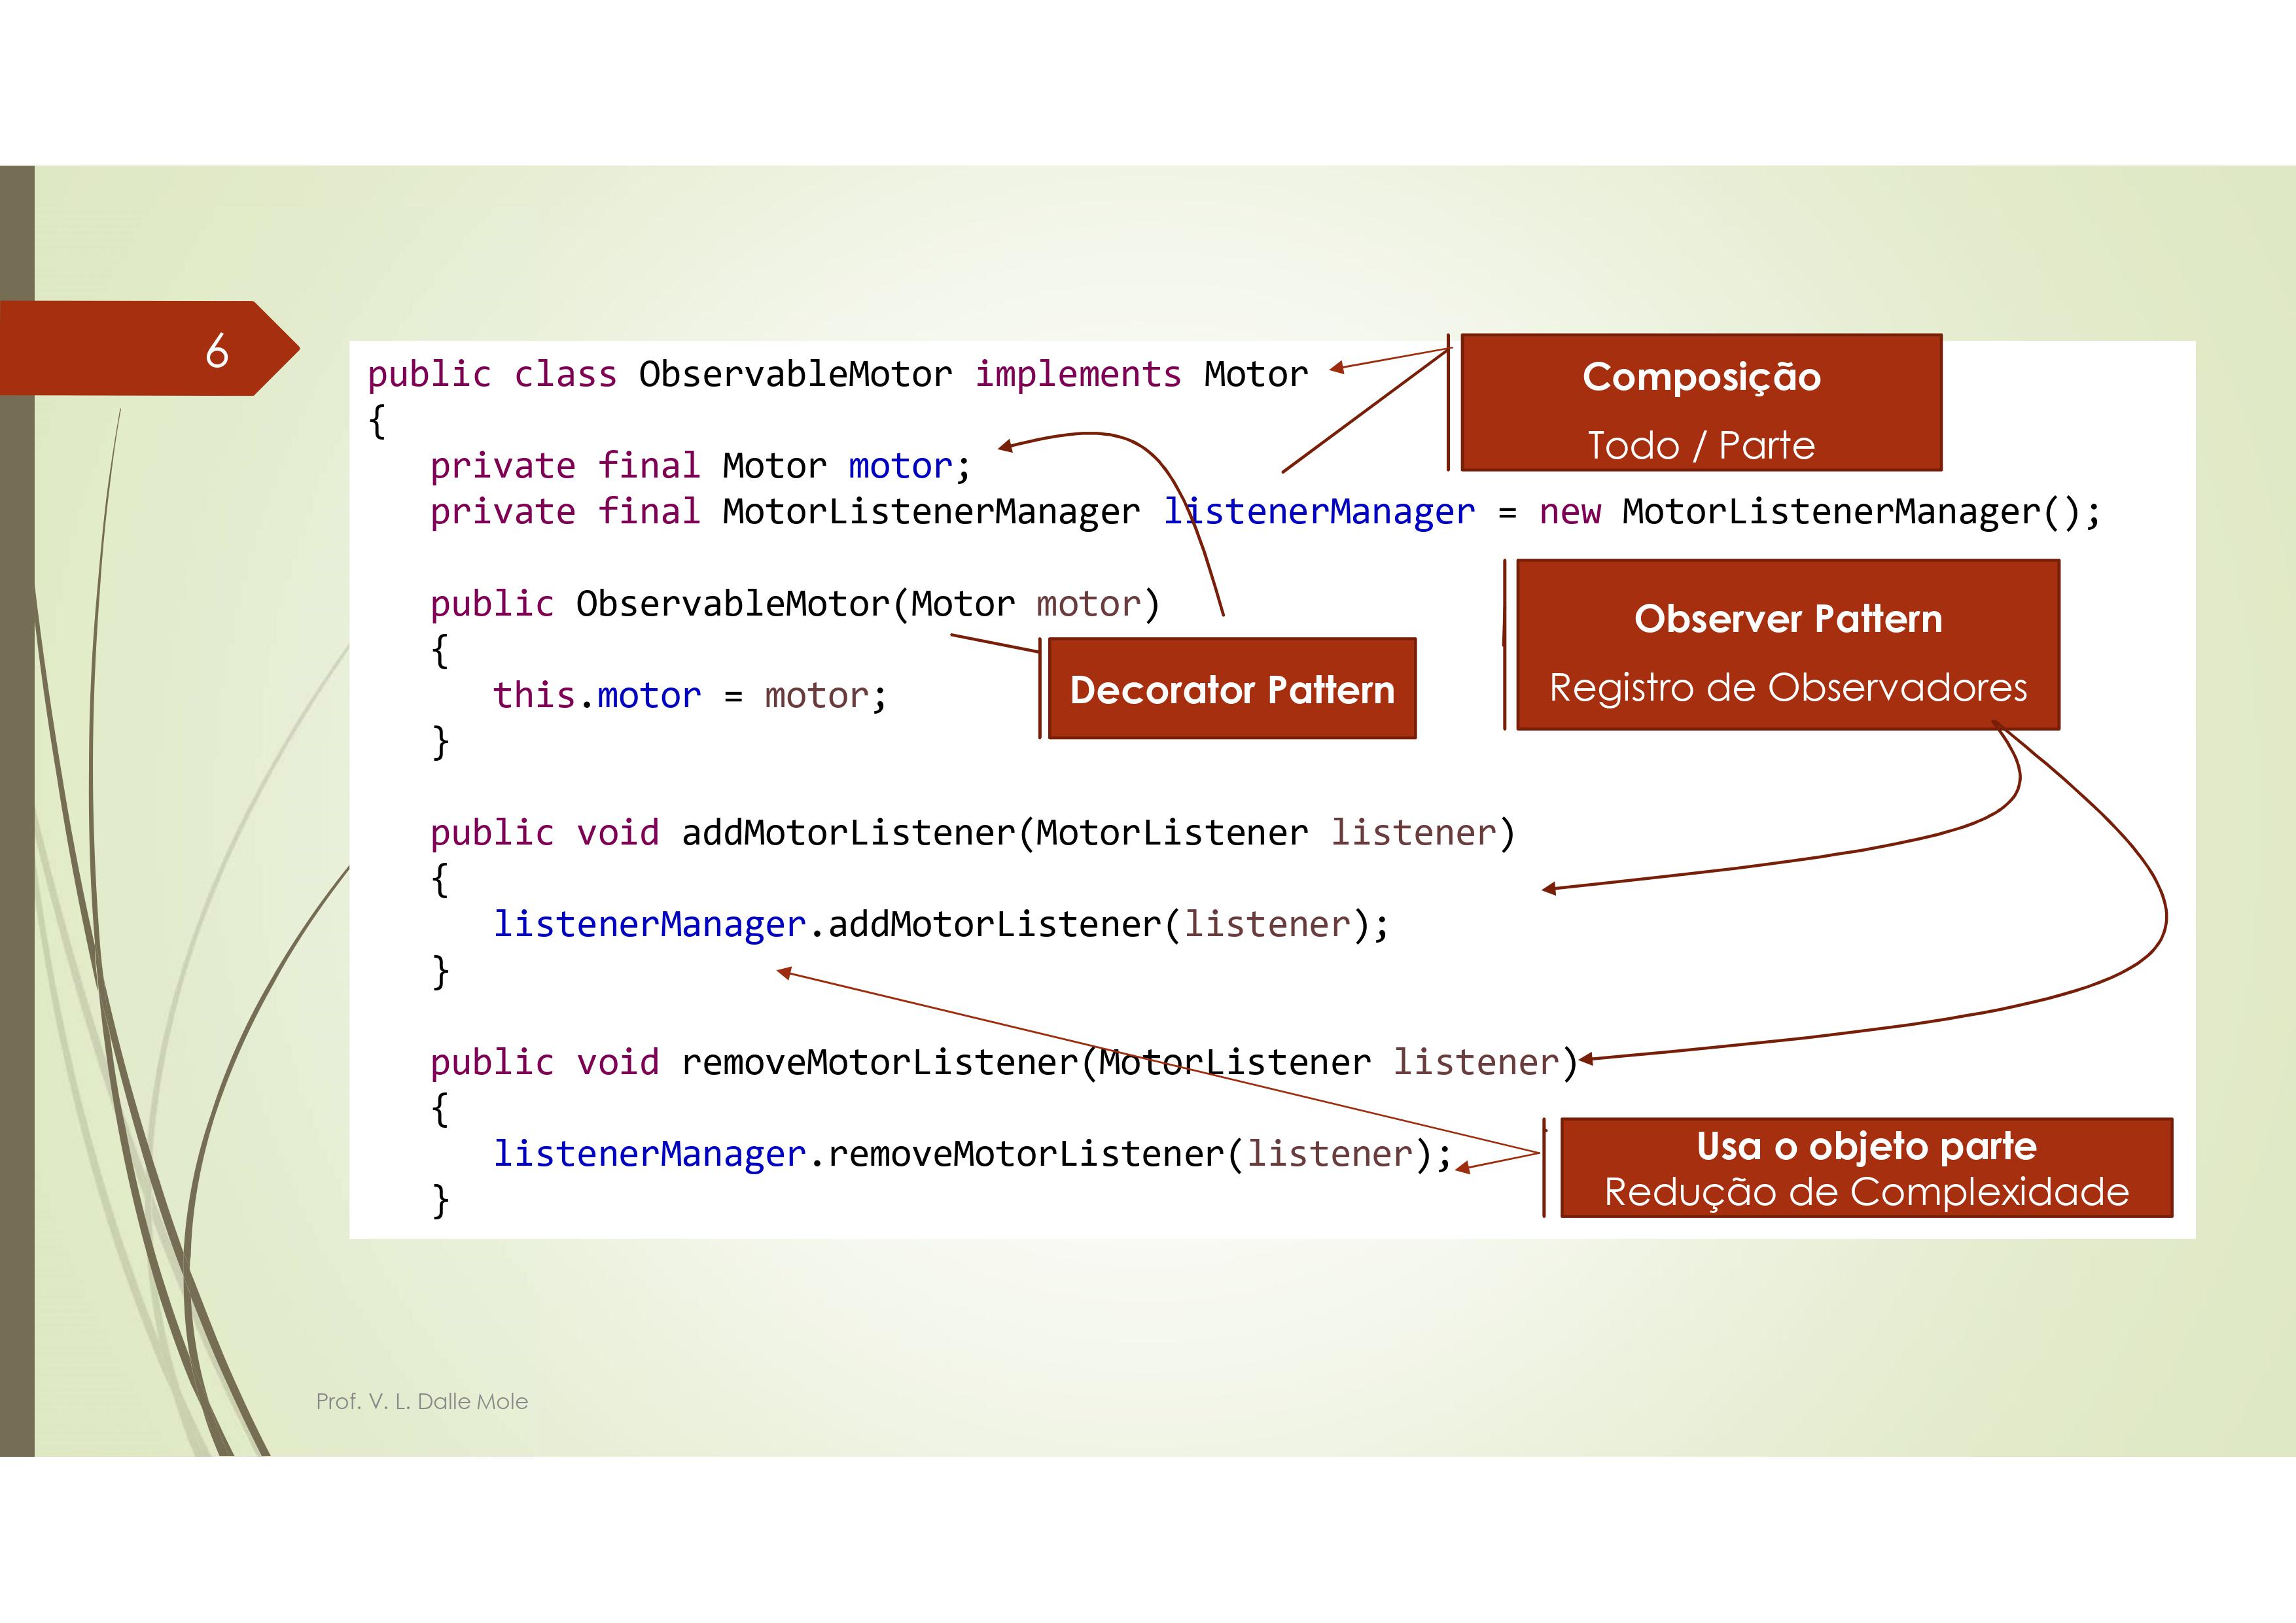 6
public class ObservableMotor implements Motor
{
   private final Motor motor;
   private final MotorListenerManager listenerManager = new MotorListenerManager();

   public ObservableMotor(Motor motor)
   {
      this.motor = motor;
   }

   public void addMotorListener(MotorListener listener)
   {
      listenerManager.addMotorListener(listener);
   }

   public void removeMotorListener(MotorListener listener)
   {
      listenerManager.removeMotorListener(listener);
   }
Composição
Todo / Parte
Decorator Pattern
Observer Pattern
Registro de Observadores
Usa o objeto parte
Redução de Complexidade
Prof. V. L. Dalle Mole